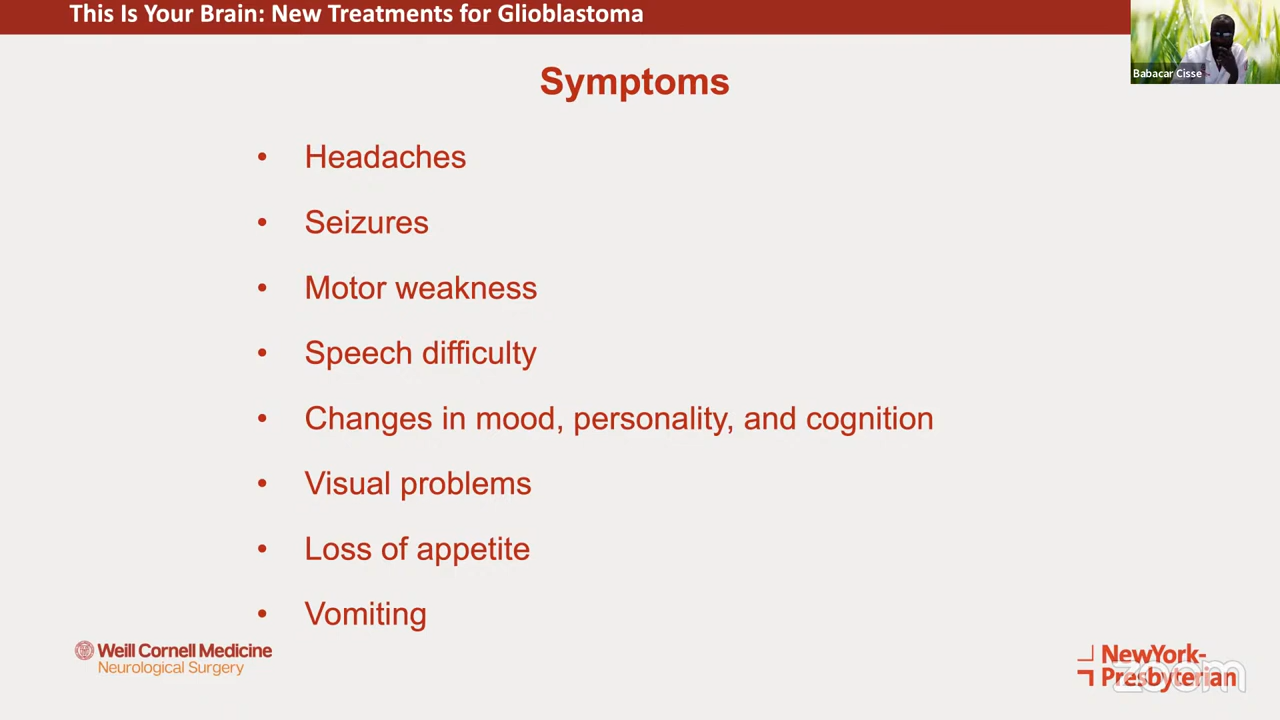 This Is Your Brain: New Treatments for Glioblastoma
Babacar Cisse
Symptoms
• Headaches
• Seizures
• Motor weakness
• Speech difficulty
• Changes in mood, personality, and cognition
• Visual problems
• Loss of appetite
• Vomiting
Weill Cornell Medicine
Neurological Surgery
NewYork-
Presbyterian
zoom